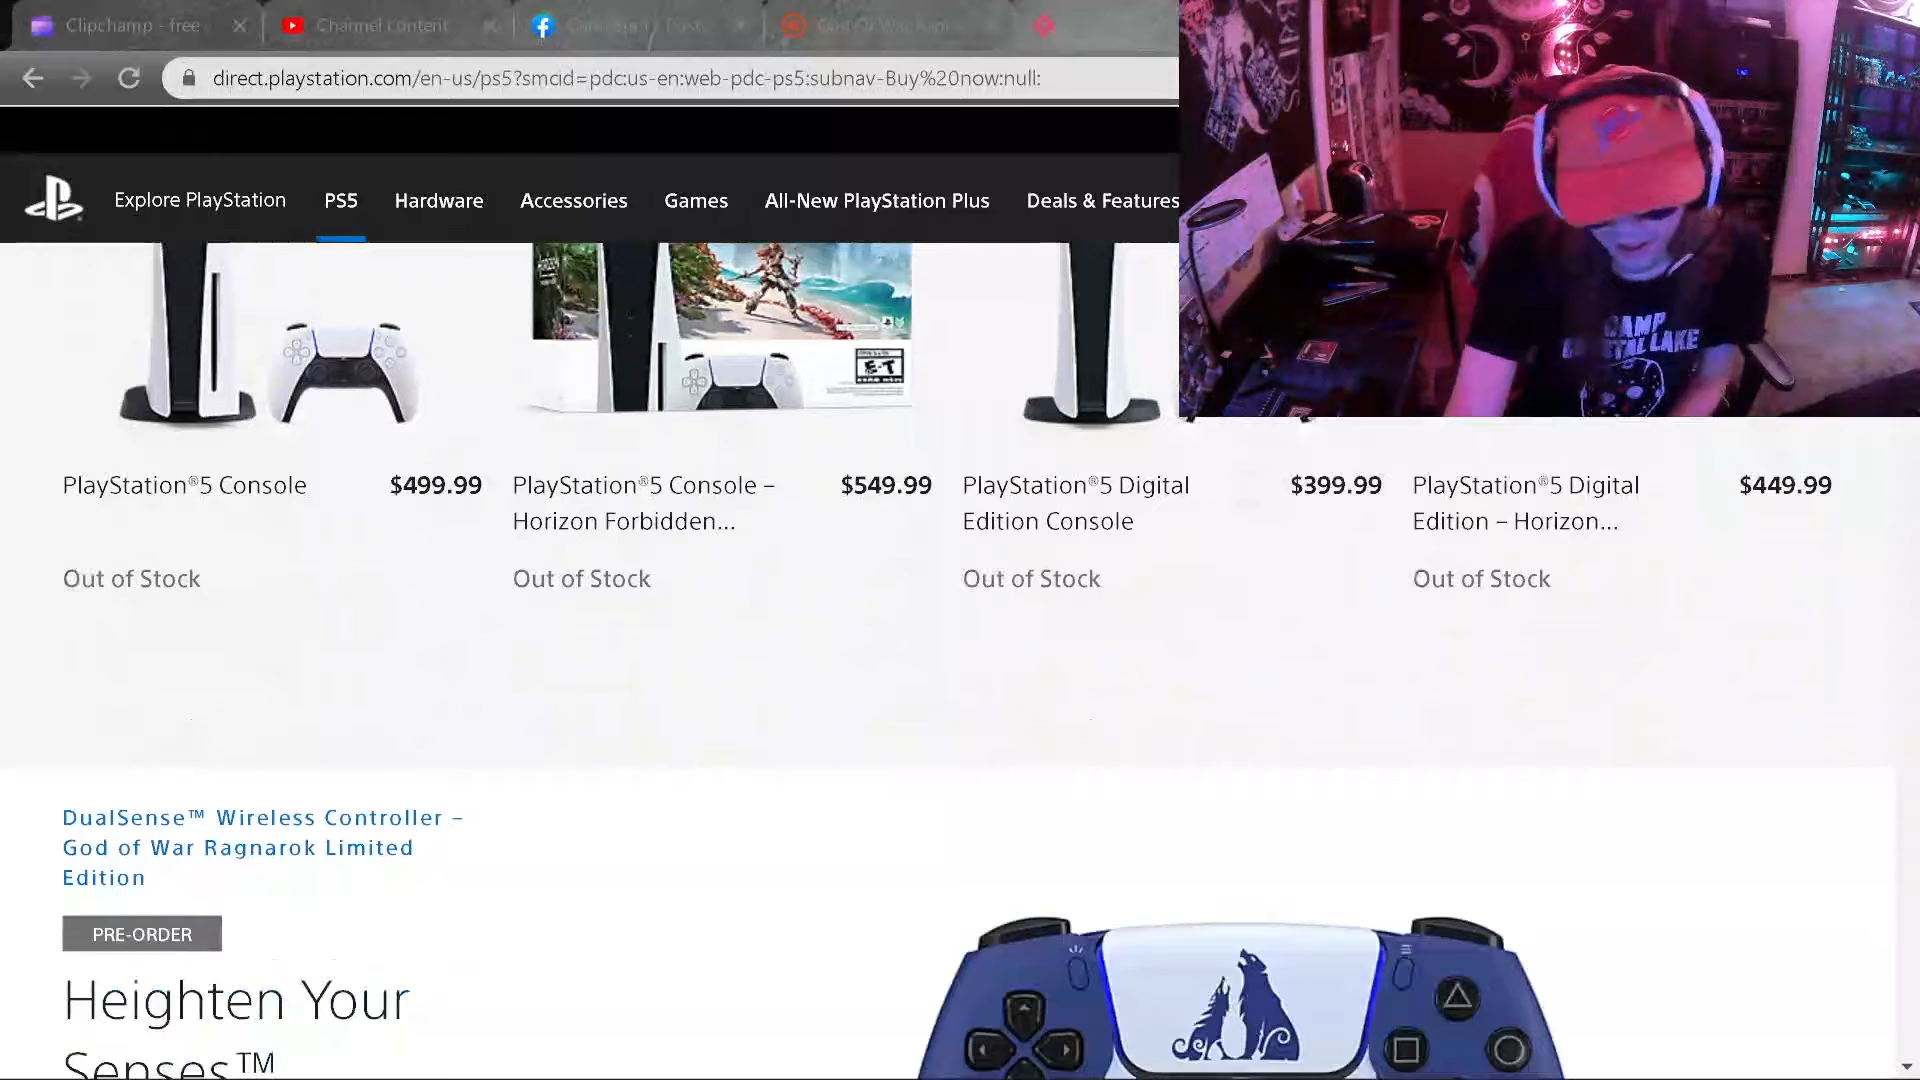 Clipchamp - free
Channel content
direct.playstation.com/en-us/ps5?smcid=pdc:us-en:web-pdc-ps5:subnav-Buy%20now:null:
Explore PlayStation PS5 Hardware Accessories Games All-New PlayStation Plus Deals & Features
CAMP
CRYSTAL LAKE
PlayStation®5 Console $499.99
PlayStation®5 Console –
Horizon Forbidden... $549.99
PlayStation®5 Digital
Edition Console $399.99
PlayStation®5 Digital
Edition – Horizon... $449.99
Out of Stock Out of Stock Out of Stock Out of Stock
DualSense™ Wireless Controller –
God of War Ragnarok Limited
Edition
PRE-ORDER
Heighten Your
Senses™